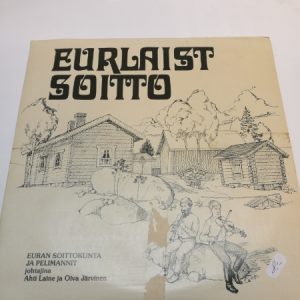 EURLAIST
SOITTO
EURAN SOITTOKUNTA
JA PELIMANNIT
johtajina
Ahti Laine ja Oiva Järvinen